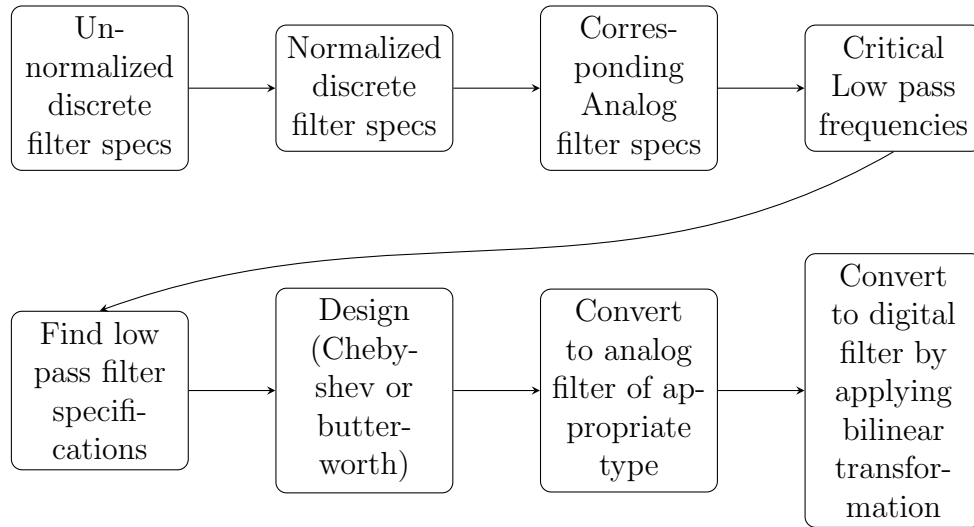 Un-
normalized
discrete
filter specs
Normalized
discrete
filter specs
Corres-
ponding
Analog
filter specs
Critical
Low pass
frequencies
Find low
pass filter
specifi-
cations
Design
(Cheby-
shev or
butter-
worth)
Convert
to analog
filter of ap-
propriate
type
Convert
to digital
filter by
applying
bilinear
transfor-
mation